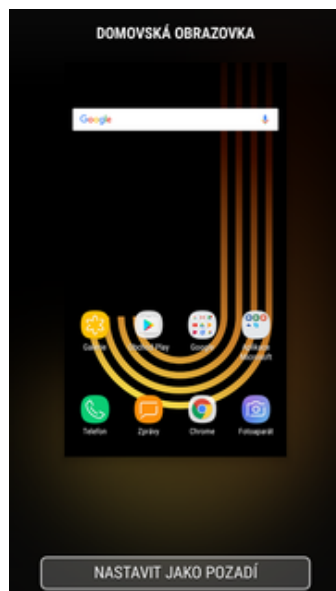 DOMOVSKÁ OBRAZOVKA
Google
Galerie
Obchod Play
Google
Aplikace
Microsoft
Telefon
Zprávy
Chrome
Fotoaparát
NASTAVIT JAKO POZADÍ